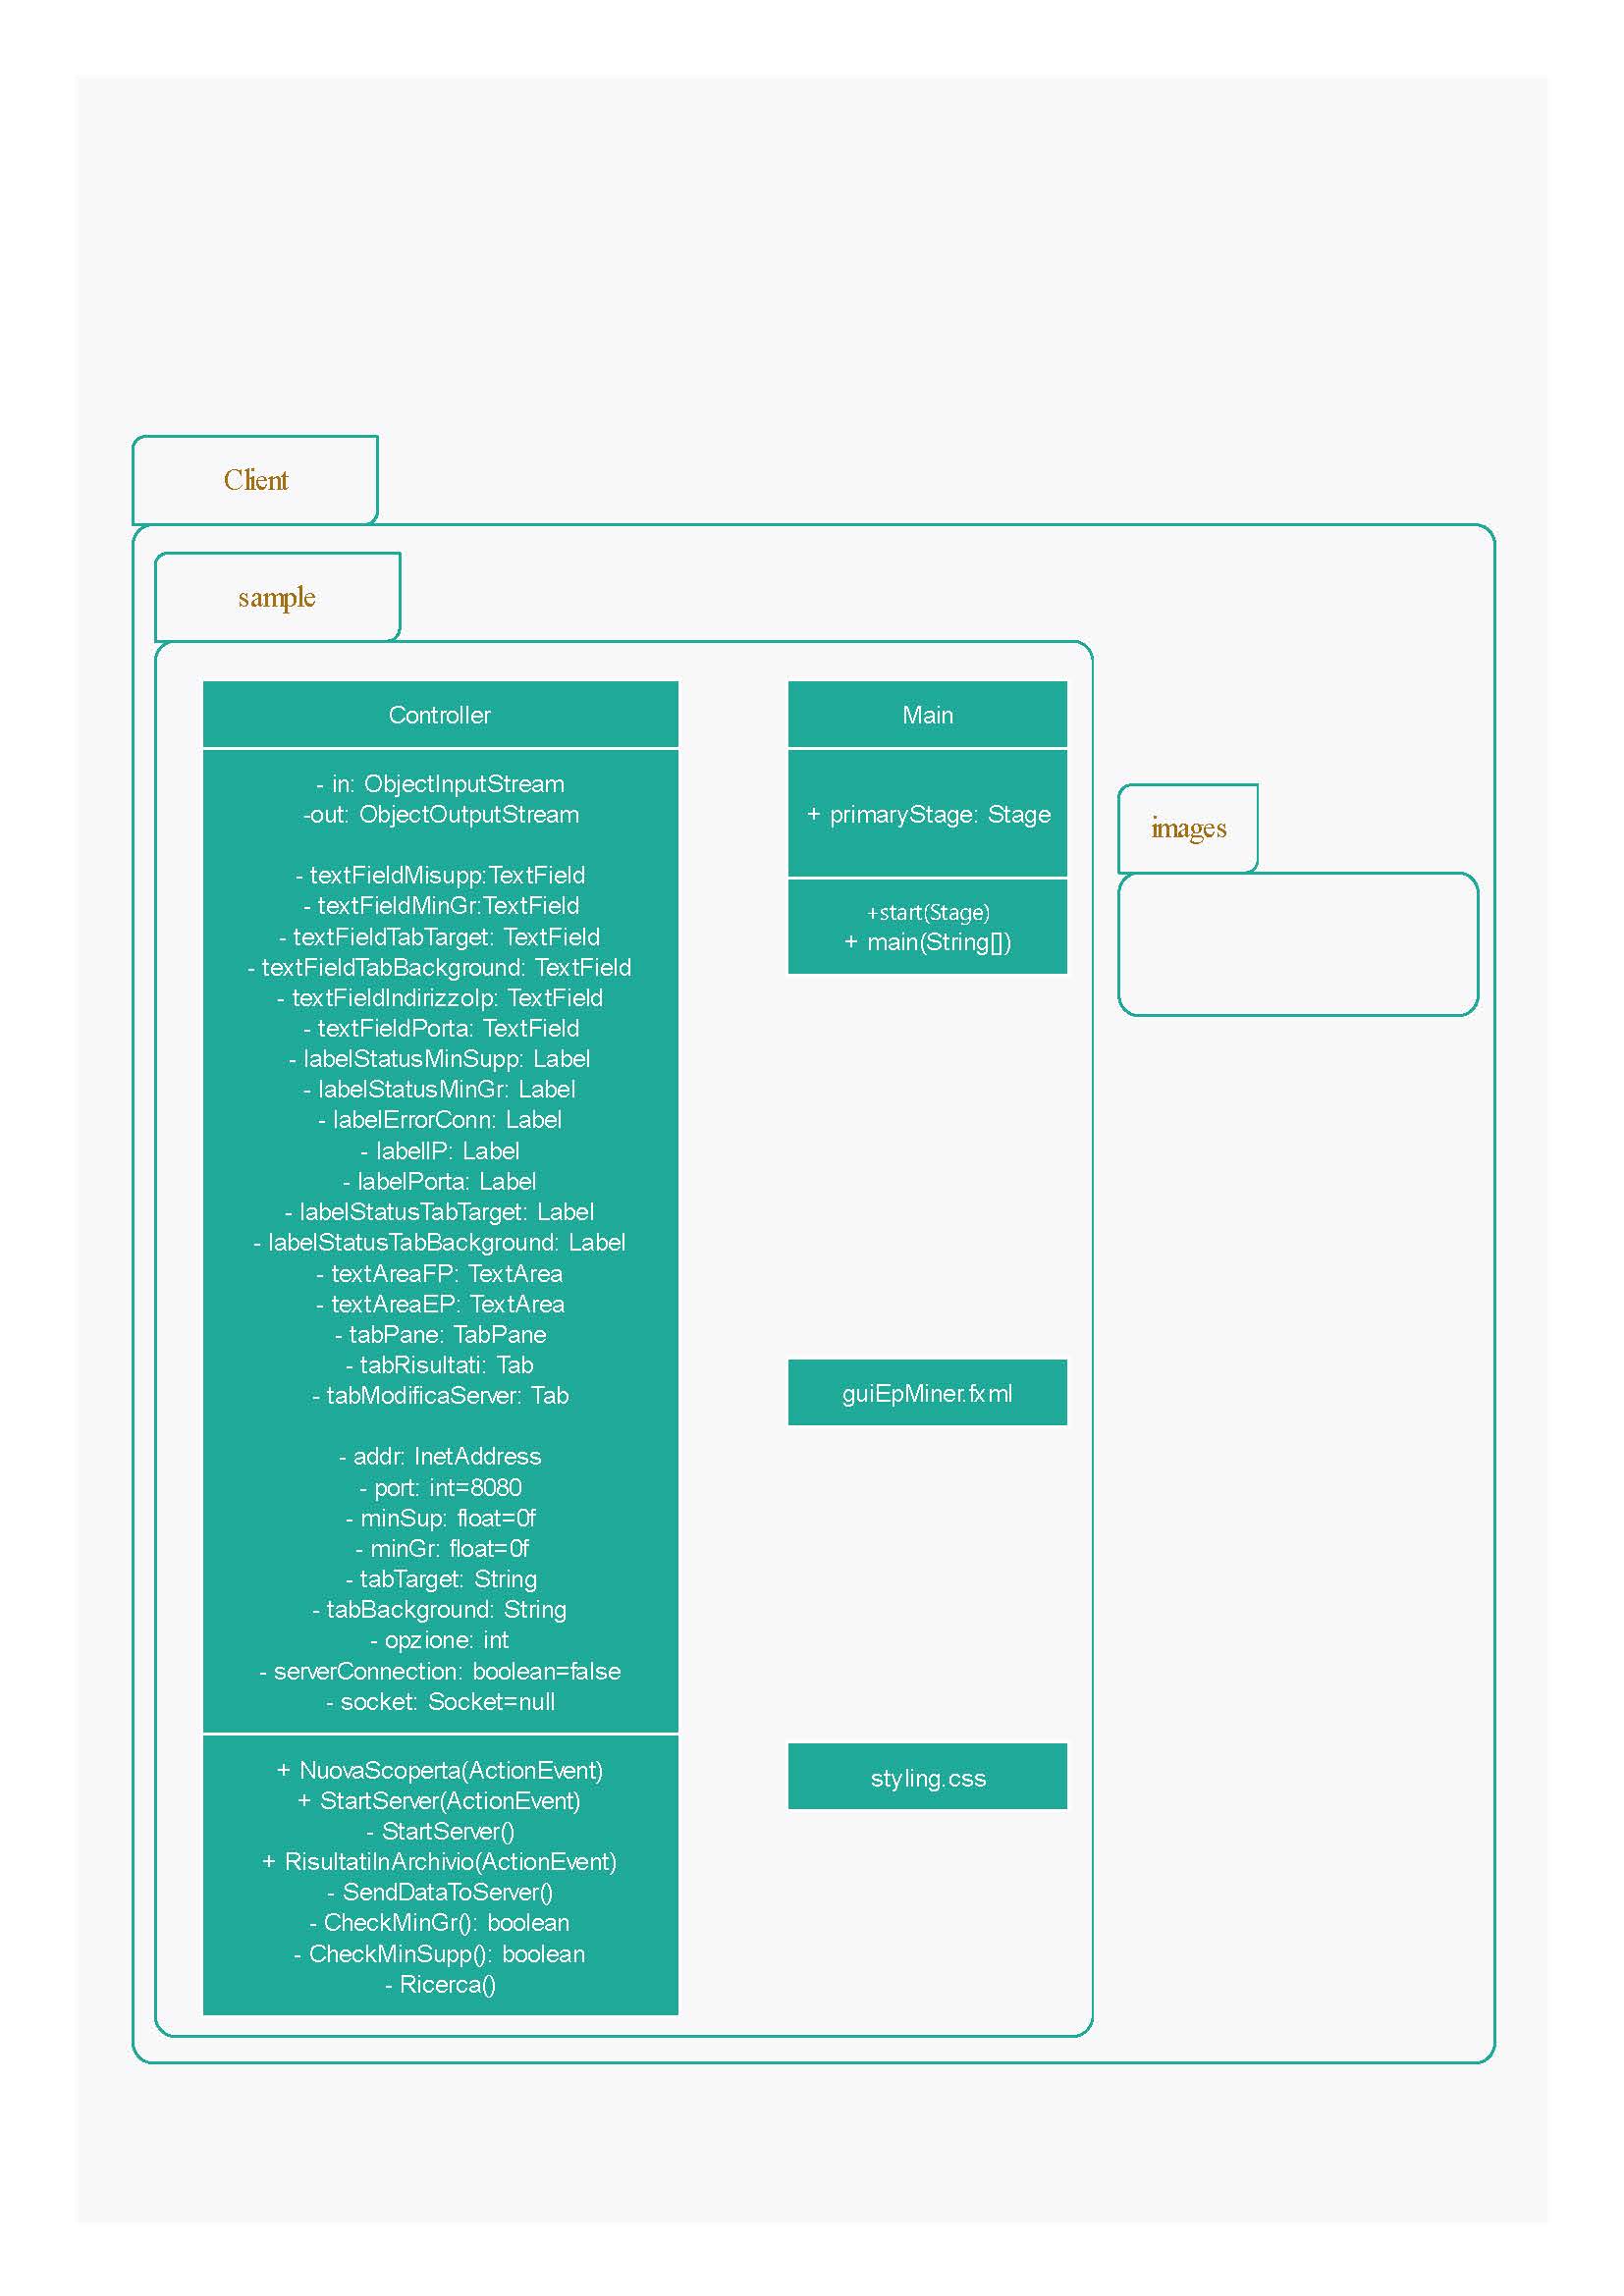 Client
sample
Controller
- in: ObjectInputStream
-out: ObjectOutputStream
- textFieldMisupp:TextField
- textFieldMinGr:TextField
- textFieldTabTarget: TextField
- textFieldTabBackground: TextField
- textFieldIndirizzoIp: TextField
- textFieldPorta: TextField
- labelStatusMinSupp: Label
- labelStatusMinGr: Label
- labelErrorConn: Label
- labelIP: Label
- labelPorta: Label
- labelStatusTabTarget: Label
- labelStatusTabBackground: Label
- textAreaFP: TextArea
- textAreaEP: TextArea
- tabPane: TabPane
- tabRisultati: Tab
- tabModificaServer: Tab
- addr: InetAddress
- port: int=8080
- minSup: float=0f
- minGr: float=0f
- tabTarget: String
- tabBackground: String
- opzione: int
- serverConnection: boolean=false
- socket: Socket=null
+ NuovaScoperta(ActionEvent)
+ StartServer(ActionEvent)
- StartServer()
+ RisultatiInArchivio(ActionEvent)
- SendDataToServer()
- CheckMinGr(): boolean
- CheckMinSupp(): boolean
- Ricerca()
Main
+ primaryStage: Stage
+start(Stage)
+ main(String[])
guiEpMiner.fxml
styling.css
images